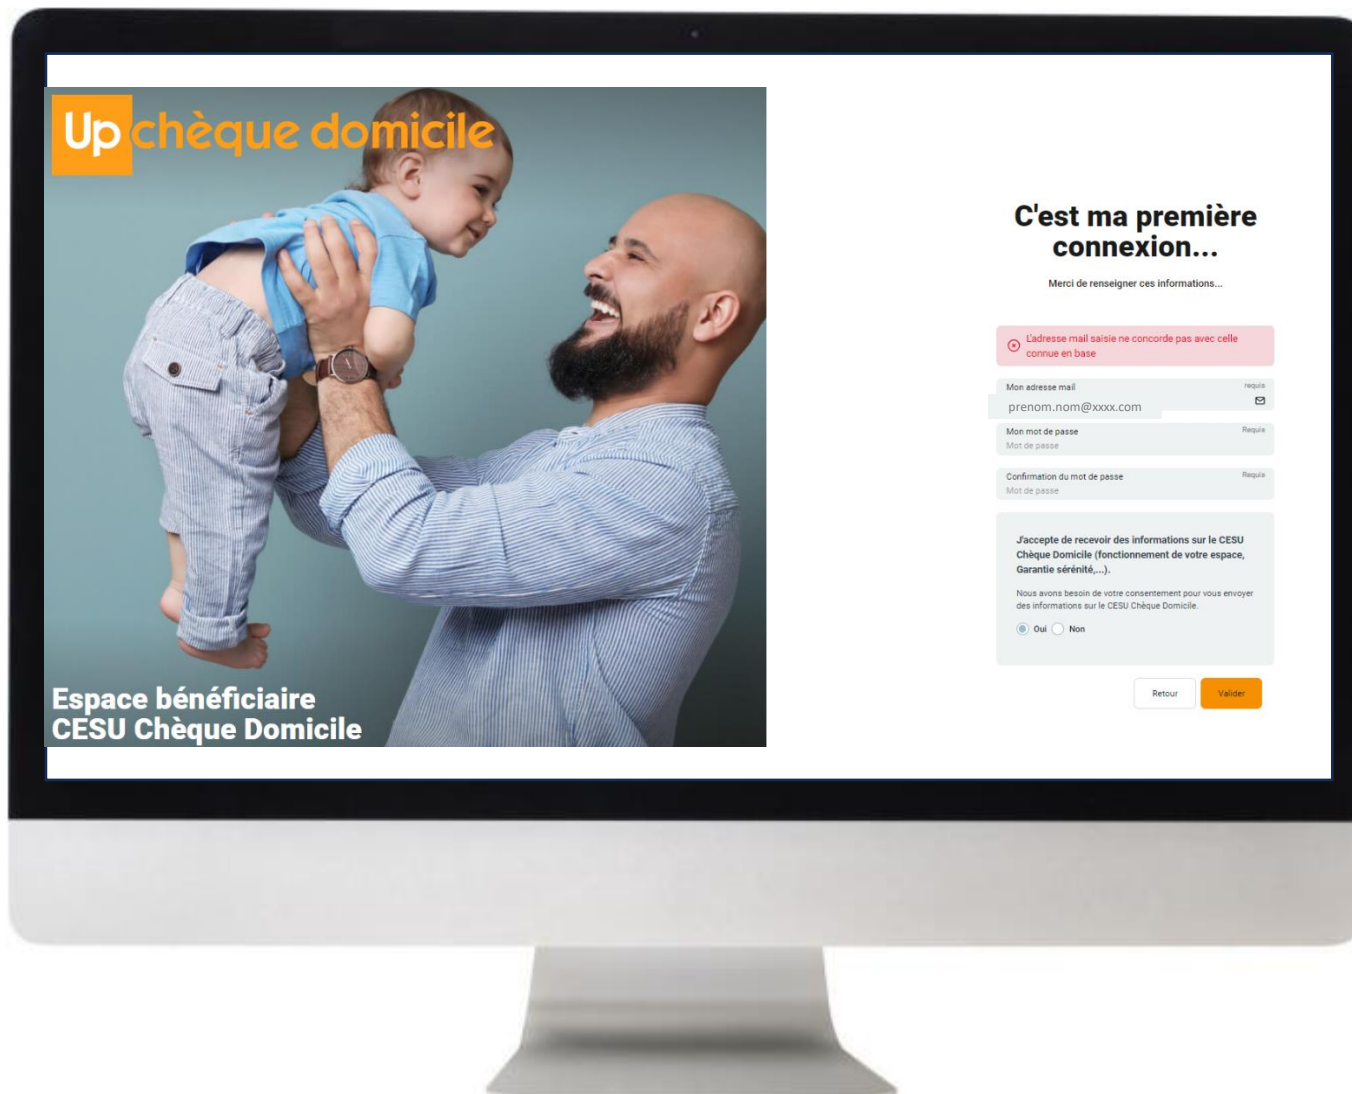 Up chèque domicile
Espace bénéficiaire
CESU Chèque Domicile
C'est ma première
connexion...
Merci de renseigner ces informations...
L'adresse mail saisie ne concorde pas avec celle
connue en base
Mon adresse mail requis
prenom.nom@xxxx.com
Mon mot de passe Requis
Mot de passe
Confirmation du mot de passe Requis
Mot de passe
J'accepte de recevoir des informations sur le CESU
Chèque Domicile (fonctionnement de votre espace,
Garantie sérénité,...).
Nous avons besoin de votre consentement pour vous envoyer
des informations sur le CESU Chèque Domicile.
Oui Non
Retour Valider